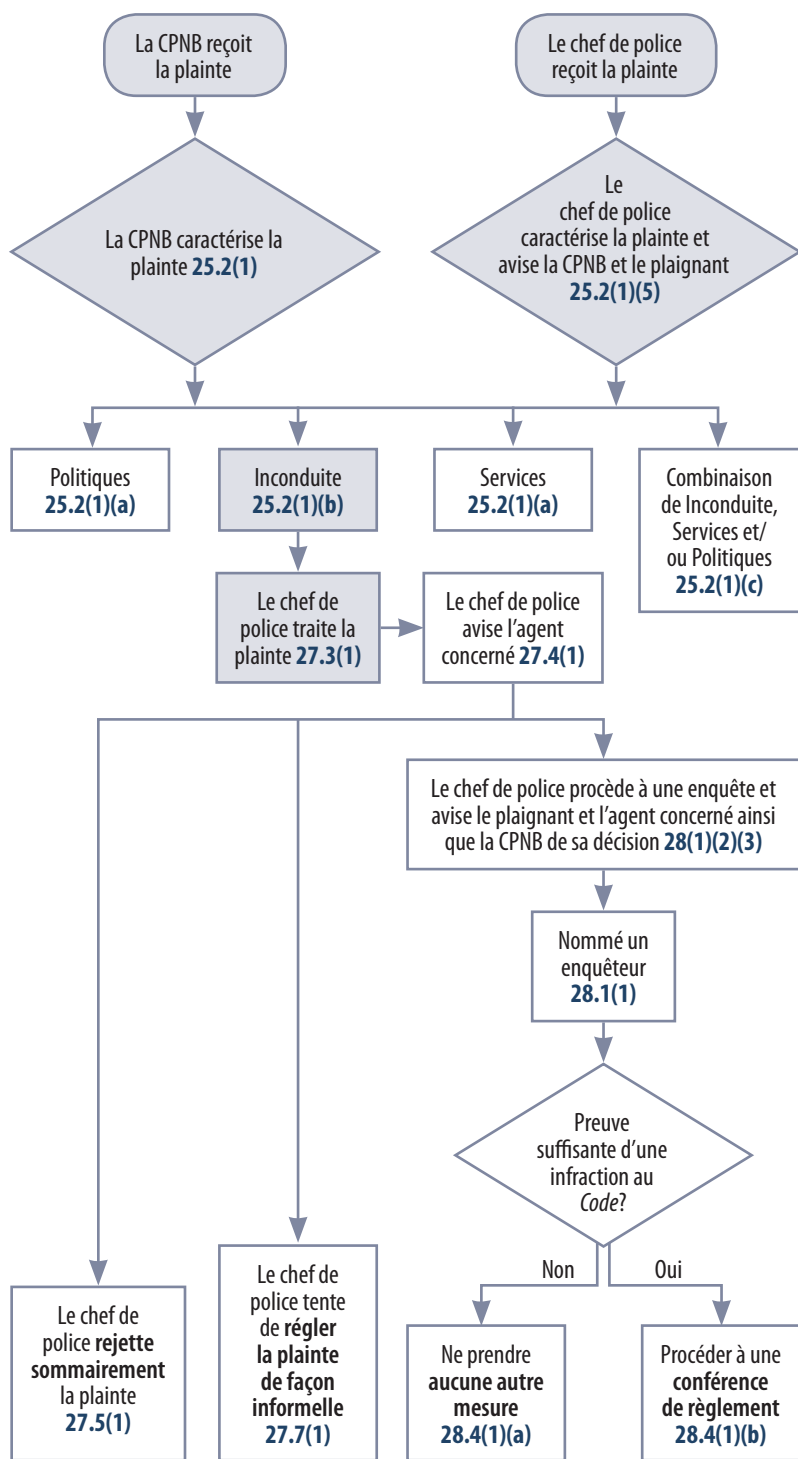 La CPNB reçoit
la plainte
Le chef de police
reçoit la plainte
La CPNB caractérise la
plainte 25.2(1)
Le
chef de police
caractérise la plainte et
avise la CPNB et le plaignant
25.2(1)(5)
Politiques
25.2(1)(a)
Inconduite
25.2(1)(b)
Services
25.2(1)(a)
Combinaison
de Inconduite,
Services et/
ou Politiques
25.2(1)(c)
Le chef de
police traite la
plainte 27.3(1)
Le chef de police
avise l'agent
concerné 27.4(1)
Le chef de police procède à une enquête et
avise le plaignant et l'agent concerné ainsi
que la CPNB de sa décision 28(1)(2)(3)
Nommé un
enquêteur
28.1(1)
Preuve
suffisante d'une
infraction au
Code?
Non
Oui
Le chef de
police rejette
sommairement
la plainte
27.5(1)
Le chef de
police tente
de régler
la plainte
de façon
informelle
27.7(1)
Ne prendre
aucune autre
mesure
28.4(1)(a)
Procéder à une
conférence
de règlement
28.4(1)(b)